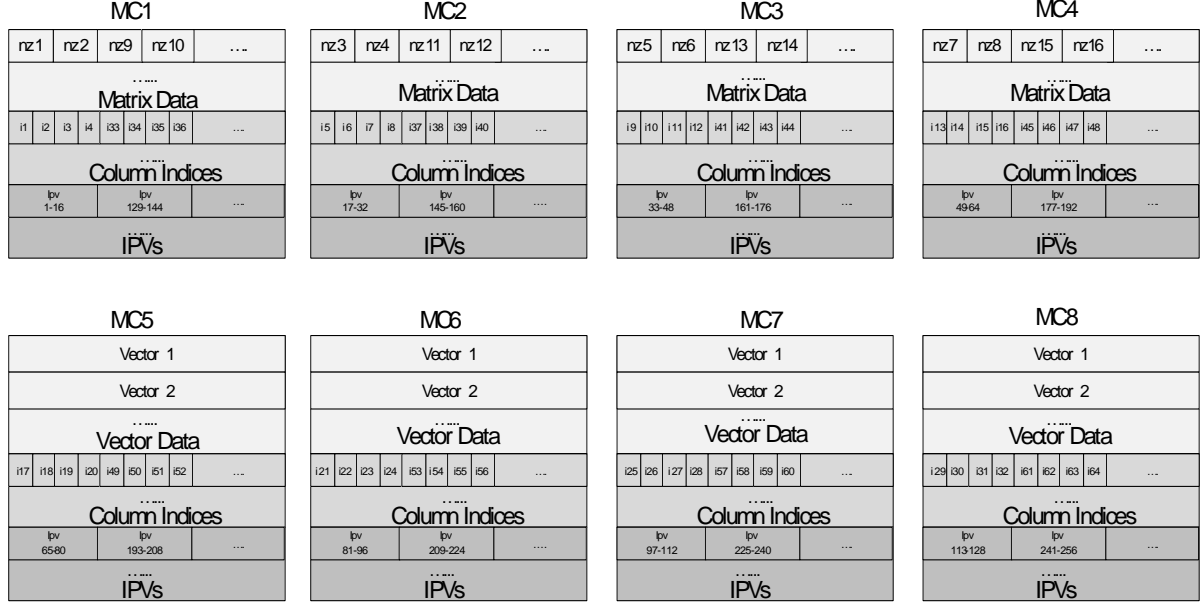 MC1 MC2 MC3 MC4
nz1 nz2 nz9 nz10 .... nz3 nz4 nz11 nz12 .... nz5 nz6 nz13 nz14 .... nz7 nz8 nz15 nz16 ....
...... ...... ...... ......
Matrix Data Matrix Data Matrix Data Matrix Data
i1 i2 i3 i4 i33 i34 i35 i36 .... i5 i6 i7 i8 i37 i38 i39 i40 .... i9 i10 i11 i12 i41 i42 i43 i44 .... i13 i14 i15 i16 i45 i46 i47 i48 ....
...... ...... ...... ......
Column Indices Column Indices Column Indices Column Indices
Ipv Ipv Ipv Ipv Ipv Ipv Ipv Ipv
1-16 129-144 .... 17-32 145-160 .... 33-48 161-176 .... 49-64 177-192 ....
...... ...... ...... ......
IPVs IPVs IPVs IPVs
MC5 MC6 MC7 MC8
Vector 1 Vector 1 Vector 1 Vector 1
Vector 2 Vector 2 Vector 2 Vector 2
...... ...... ...... ......
Vector Data Vector Data Vector Data Vector Data
i17 i18 i19 i20 i49 i50 i51 i52 .... i21 i22 i23 i24 i53 i54 i55 i56 .... i25 i26 i27 i28 i57 i58 i59 i60 .... i29 i30 i31 i32 i61 i62 i63 i64 ....
...... ...... ...... ......
Column Indices Column Indices Column Indices Column Indices
Ipv Ipv Ipv Ipv Ipv Ipv Ipv Ipv
65-80 193-208 .... 81-96 209-224 .... 97-112 225-240 .... 113-128 241-256 ....
...... ...... ...... ......
IPVs IPVs IPVs IPVs